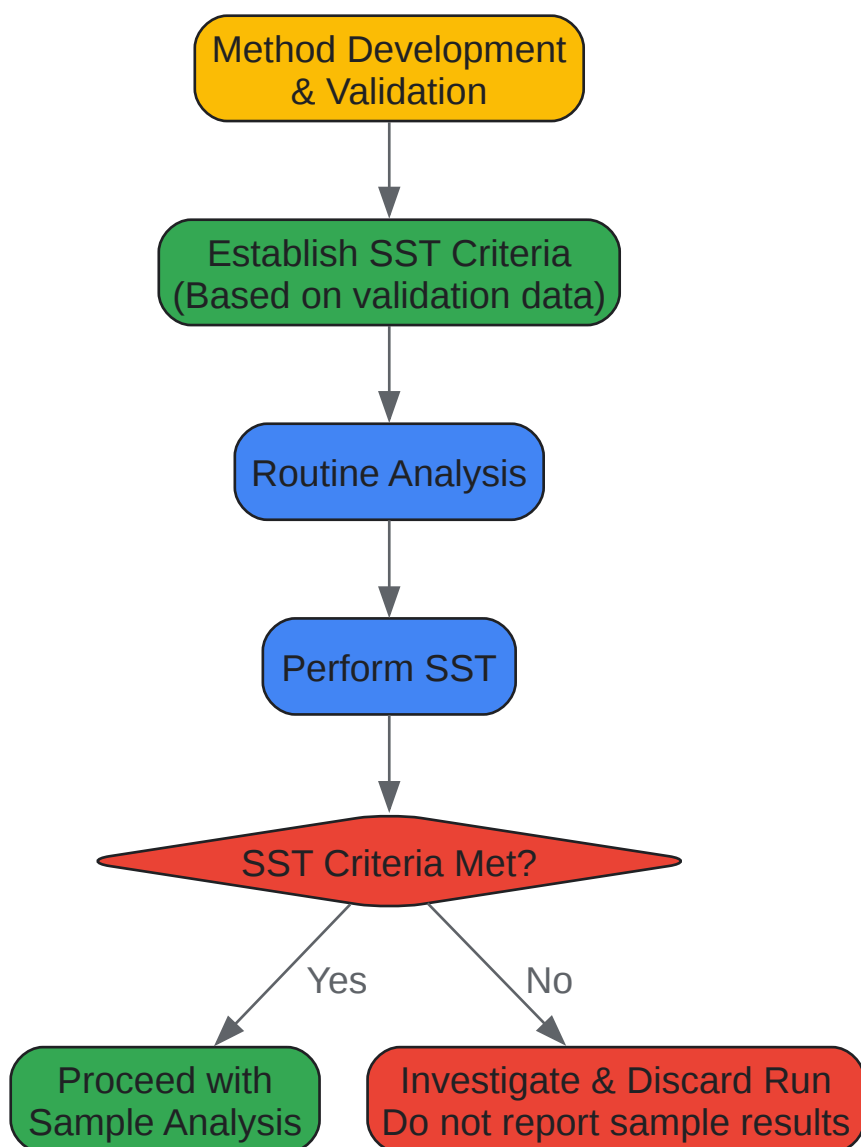 Method Development
& Validation
Establish SST Criteria
(Based on validation data)
Routine Analysis
Perform SST
SST Criteria Met?
Yes
No
Proceed with
Sample Analysis
Investigate & Discard Run
Do not report sample results